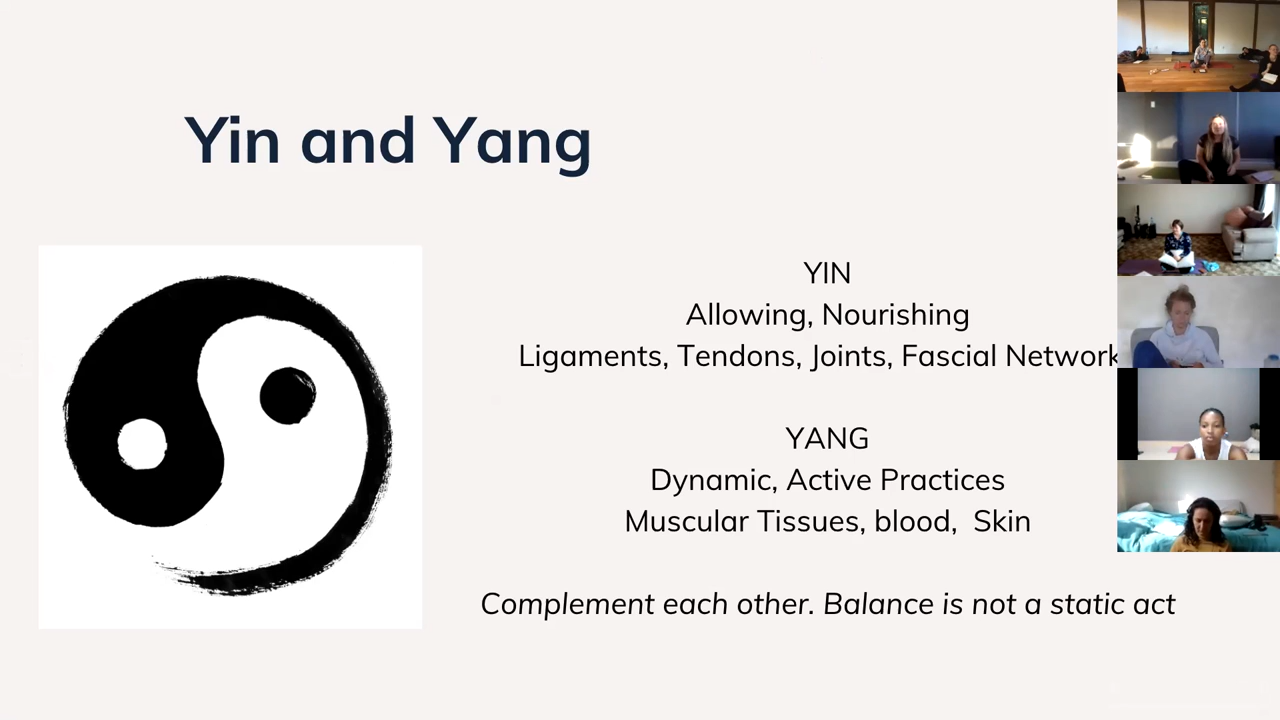 Yin and Yang
YIN
Allowing, Nourishing
Ligaments, Tendons, Joints, Fascial Network
YANG
Dynamic, Active Practices
Muscular Tissues, blood, Skin
Complement each other. Balance is not a static act